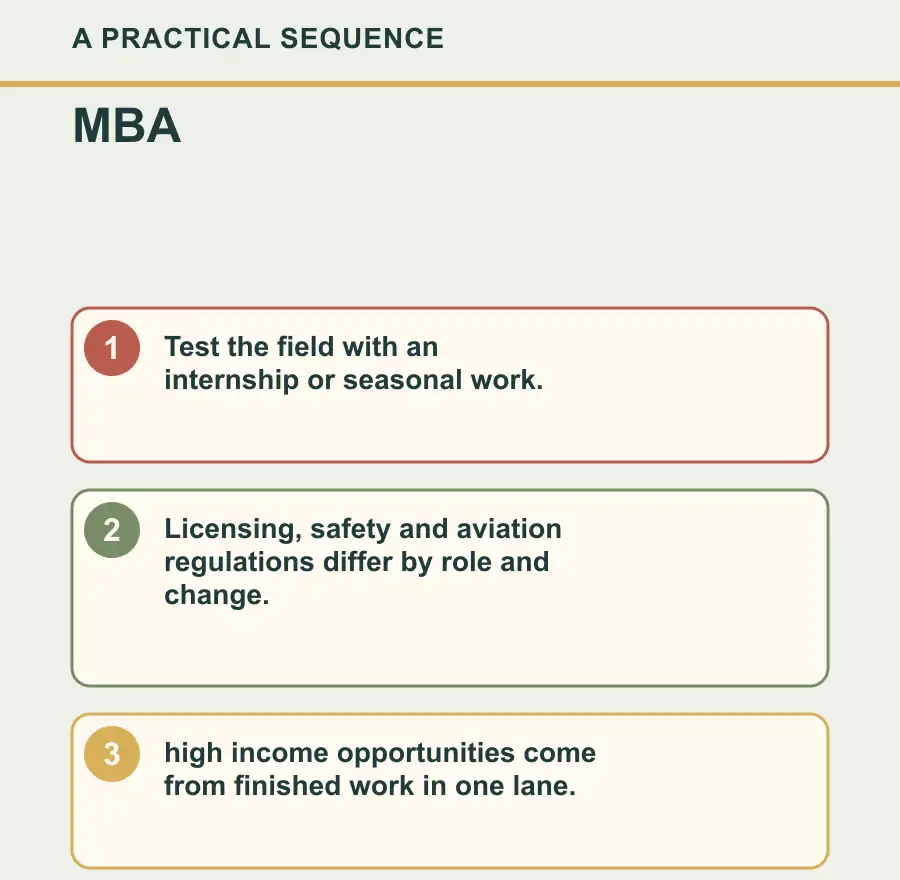 A PRACTICAL SEQUENCE
MBA
1
Test the field with an
internship or seasonal work.
2
Licensing, safety and aviation
regulations differ by role and
change.
3
high income opportunities come
from finished work in one lane.